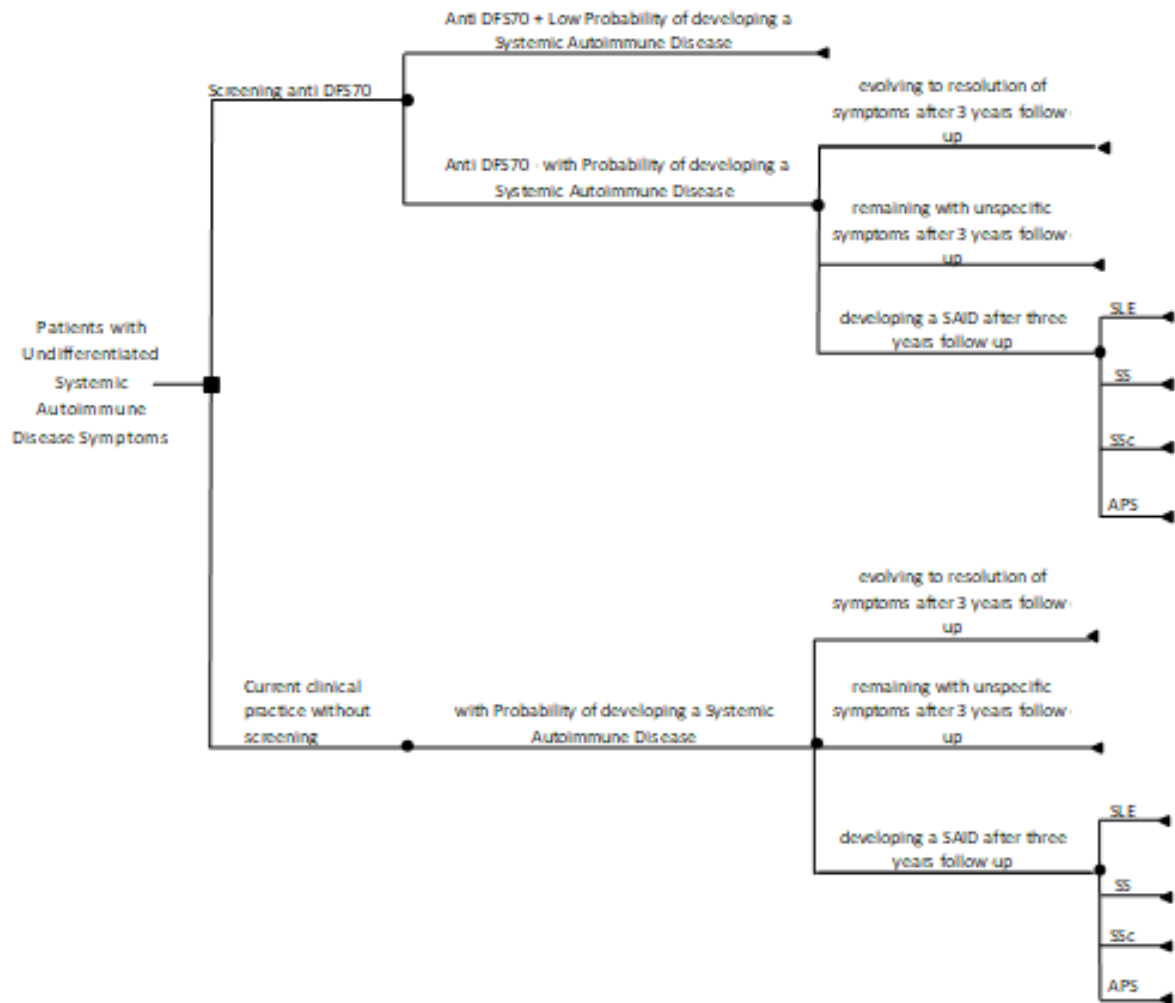 Anti DFS70 + Low Probability of developing a
Systemic Autoimmune Disease
Screening anti DFS70
evolving to resolution of
symptoms after 3 years follow-
up
Anti DFS70 - with Probability of developing a
Systemic Autoimmune Disease
remaining with unspecific
symptoms after 3 years follow-
up
developing a SAID after three
years follow-up
SLE
SS
SSc
APS
Patients with
Undifferentiated
Systemic
Autoimmune
Disease Symptoms
evolving to resolution of
symptoms after 3 years follow-
up
Current clinical
practice without
screening
with Probability of developing a Systemic
Autoimmune Disease
remaining with unspecific
symptoms after 3 years follow-
up
developing a SAID after three
years follow-up
SLE
SS
SSc
APS